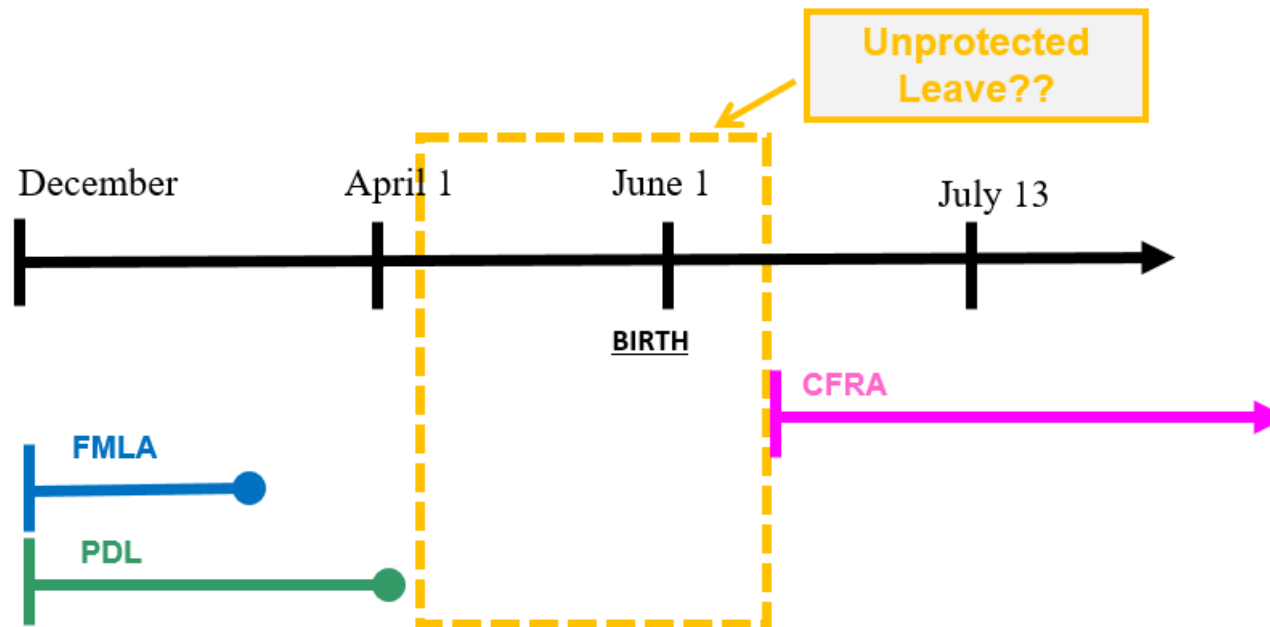 Unprotected
Leave??
December
April 1
June 1
July 13
BIRTH
CFRA
FMLA
PDL